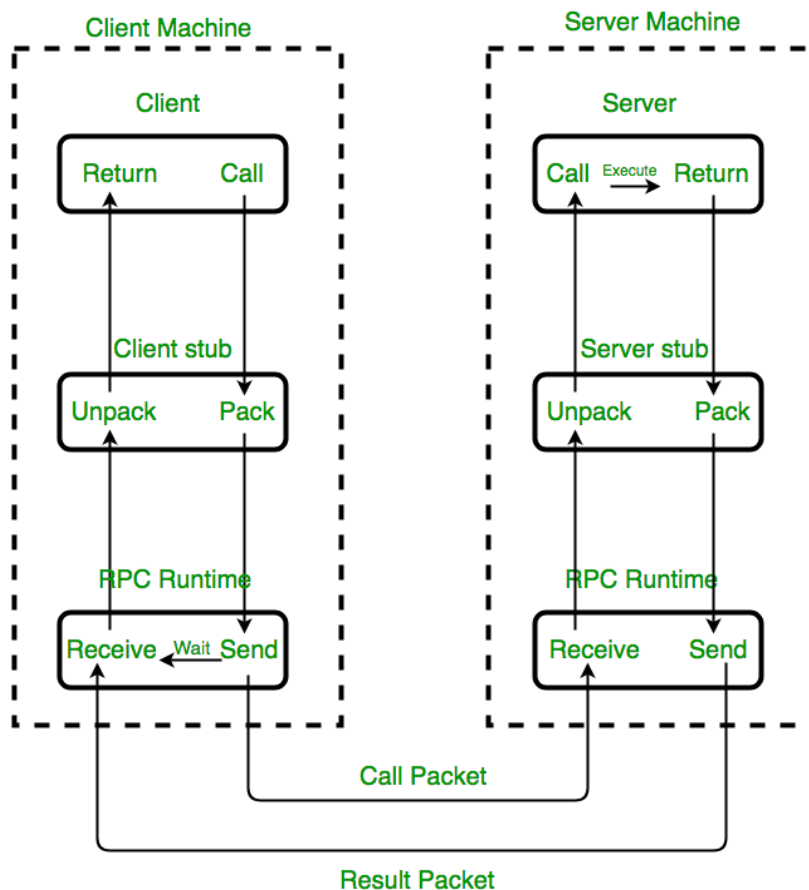 Client Machine
Server Machine
Client
Server
Return Call
Call Execute Return
Client stub
Server stub
Unpack Pack
Unpack Pack
RPC Runtime
RPC Runtime
Receive Wait Send
Receive Send
Call Packet
Result Packet